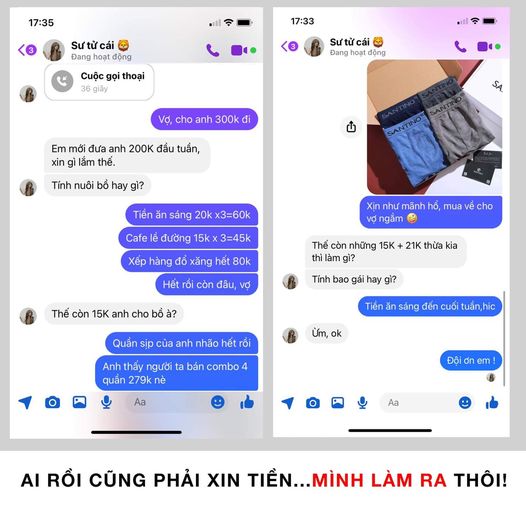 17:35
3
Sư tử cái
Đang hoạt động
Cuộc gọi thoại
36 giây
Vợ, cho anh 300k đi
Em mới đưa anh 200K đầu tuần,
xin gì lắm thế.
Tính nuôi bồ hay gì?
Tiền ăn sáng 20k x3=60k
Cafe lề đường 15k x 3=45k
Xếp hàng đổ xăng hết 80k
Hết rồi còn đâu, vợ
Thế còn 15K anh cho bồ à?
Quần sịp của anh nhão hết rồi
Anh thấy người ta bán combo 4
quần 279k nè
Aa
17:33
3
Sư tử cái
Đang hoạt động
SANTINO
SANTINO
Xịn như mãnh hổ, mua về cho
vợ ngắm
Thế còn những 15K + 21K thừa kia
thì làm gì?
Tính bao gái hay gì?
Tiền ăn sáng đến cuối tuần,hic
Ừm, ok
Đội ơn em !
Aa
AI RỒI CŨNG PHẢI XIN TIỀN...MÌNH LÀM RA THÔI!